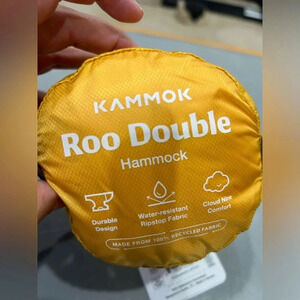 KAMMOK
Roo Double
Hammock
Durable
Design
Water-resistant
Ripstop Fabric
Cloud Nine
Comfort
MADE FROM 100% RECYCLED FABRIC